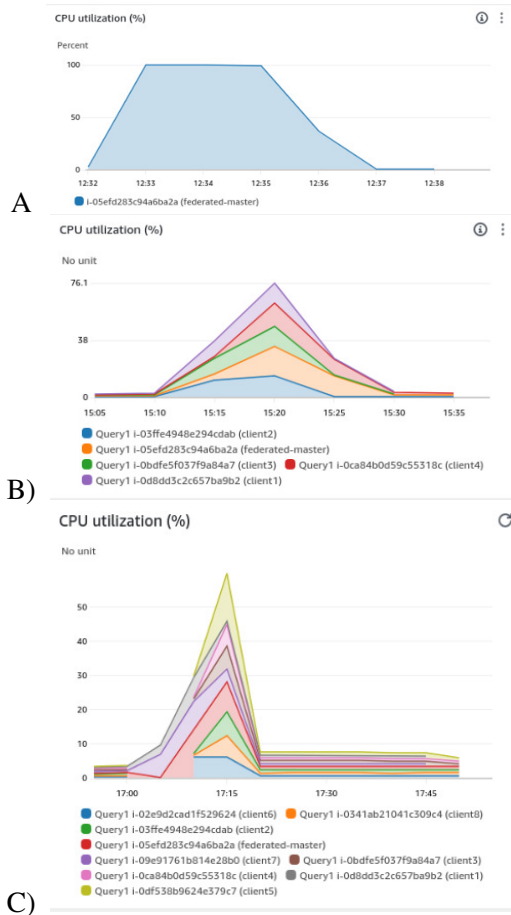 CPU utilization (%)
Percent
100
50
0
12:32 12:33 12:34 12:35 12:36 12:37 12:38
i-05efd283c94a6ba2a (federated-master)
A
CPU utilization (%)
No unit
76.1
38
0
15:05 15:10 15:15 15:20 15:25 15:30 15:35
Query1 i-03ffe4948e294cdab (client2)
Query1 i-05efd283c94a6ba2a (federated-master)
Query1 i-0bdfe5f037f9a84a7 (client3) Query1 i-0ca84b0d59c55318c (client4)
Query1 i-0d8dd3c2c657ba9b2 (client1)
B)
CPU utilization (%)
No unit
50
40
30
20
10
0
17:00 17:15 17:30 17:45
Query1 i-02e9d2cad1f529624 (client6) Query1 i-0341ab21041c309c4 (client8)
Query1 i-03ffe4948e294cdab (client2)
Query1 i-05efd283c94a6ba2a (federated-master)
Query1 i-09e91761b814e28b0 (client7) Query1 i-0bdfe5f037f9a84a7 (client3)
Query1 i-0ca84b0d59c55318c (client4) Query1 i-0d8dd3c2c657ba9b2 (client1)
Query1 i-0df538b9624e379c7 (client5)
C)